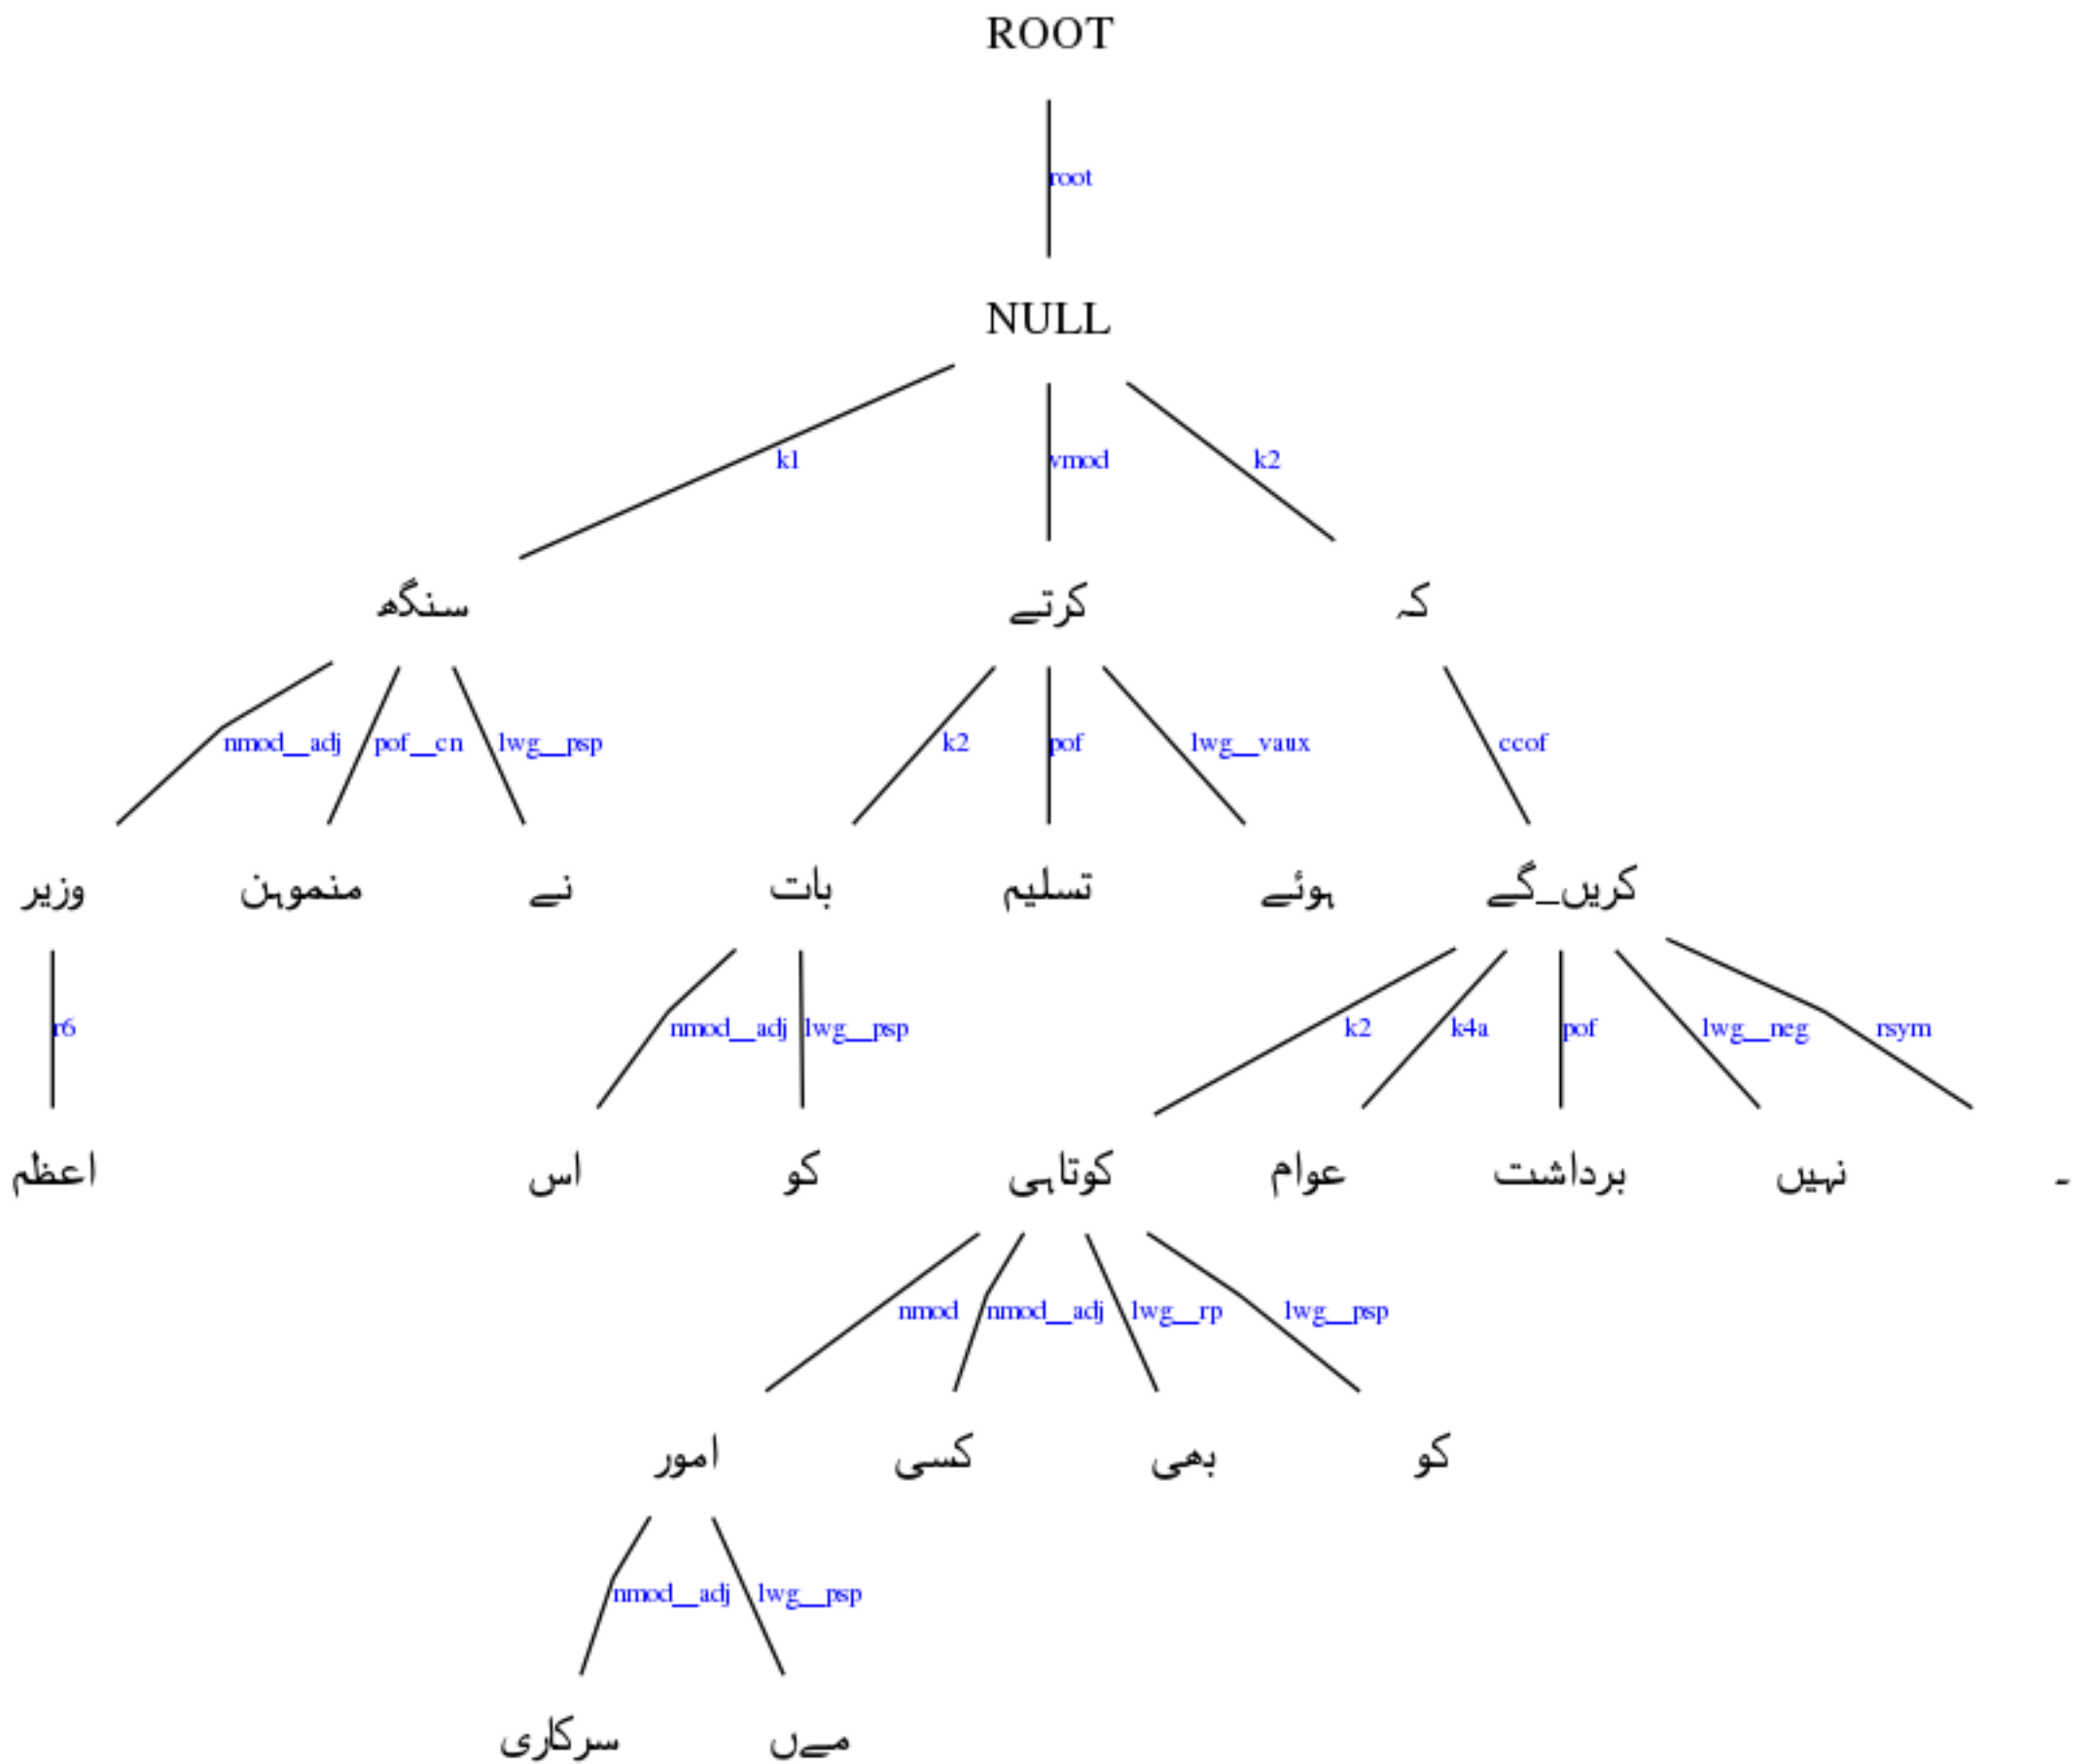 ROOT
root
NULL
k1 vmod k2
سنگھ کرتے کہ
nmod__adj pof__cn lwg__psp k2 pof lwg__vaux ccof
وزیر منموہن نے بات تسلیم ہوئے کریں_گے
r6 nmod__adj lwg__psp k2 k4a pof lwg__neg rsym
اعظم اس کو کوتاہی عوام برداشت نہیں ۔
nmod nmod__adj lwg__rp lwg__psp
امور کسی بھی کو
nmod__adj lwg__psp
سرکاری مےں